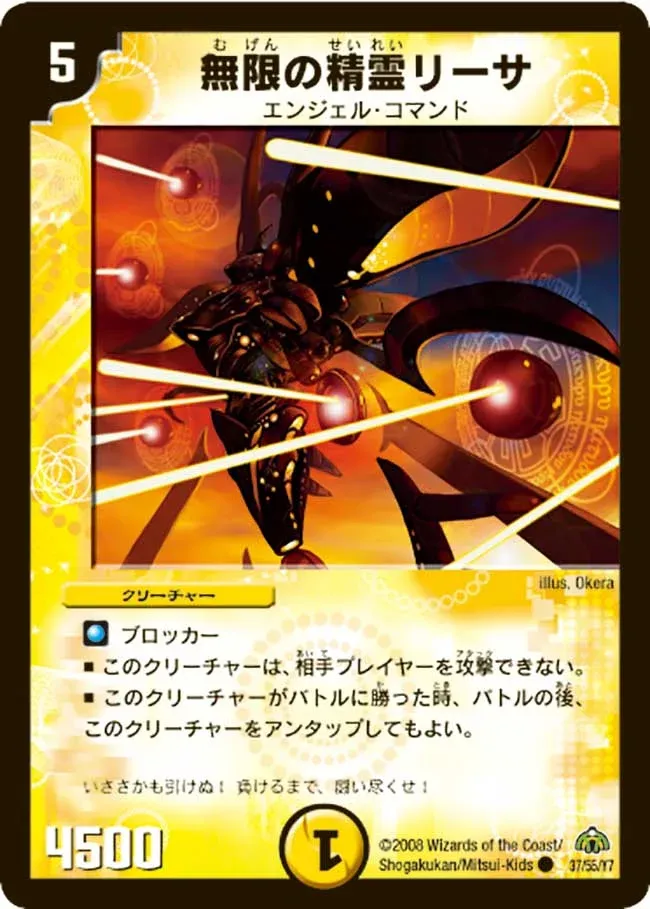 5
無限の精霊リーサ
むげん せいれい
エンジェル・コマンド
illus. Okera
クリーチャー
ブロッカー
■ このクリーチャーは、相手プレイヤーを攻撃できない。
■ このクリーチャーがバトルに勝った時、バトルの後、
このクリーチャーをアンタップしてもよい。
いささかも引けぬ! 負けるまで、闘い尽くせ!
4500
1
©2008 Wizards of the Coast/
Shogakukan/Mitsui-Kids ● 37/55/Y7